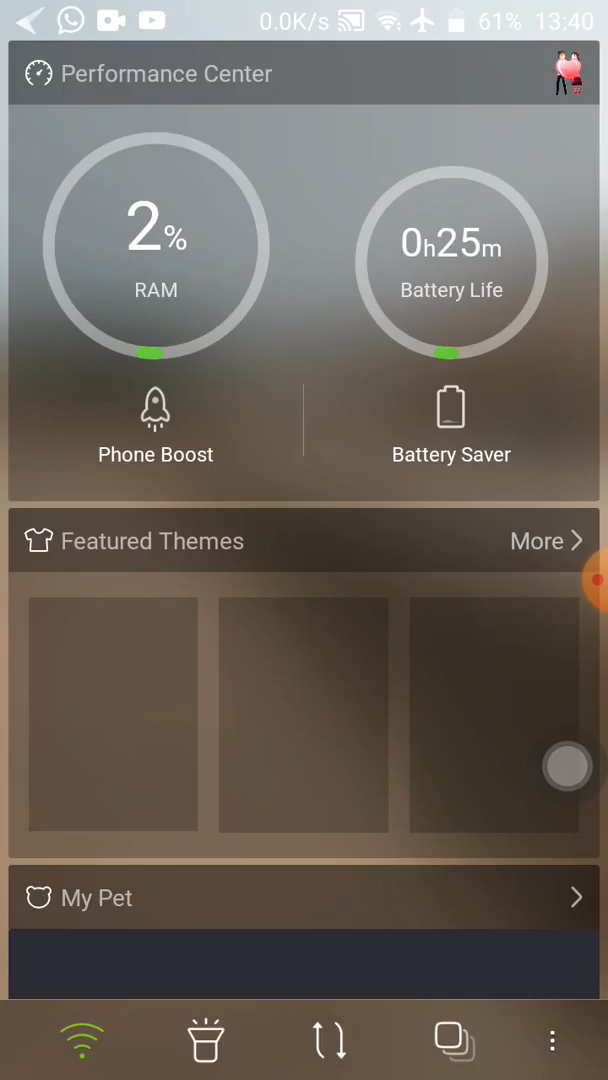 0.0K/s 61% 13:40
Performance Center
2%
RAM
0h25m
Battery Life
Phone Boost
Battery Saver
Featured Themes More
My Pet